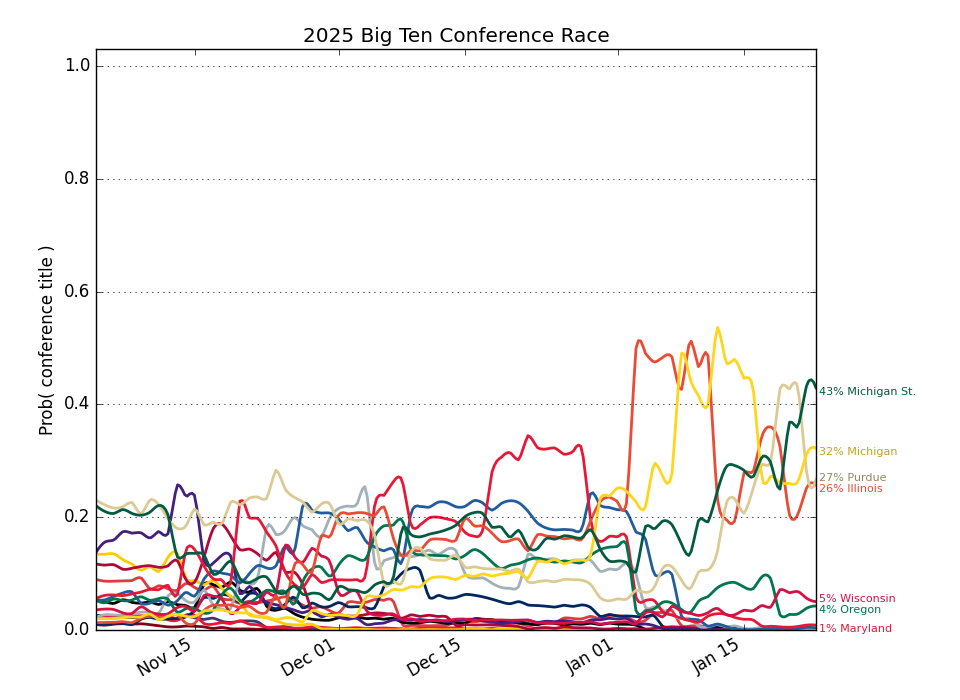 2025 Big Ten Conference Race
1.0
0.8
0.6
0.4
0.2
0.0
Prob( conference title )
Nov 15
Dec 01
Dec 15
Jan 01
Jan 15
43% Michigan St.
32% Michigan
27% Purdue
26% Illinois
5% Wisconsin
4% Oregon
1% Maryland